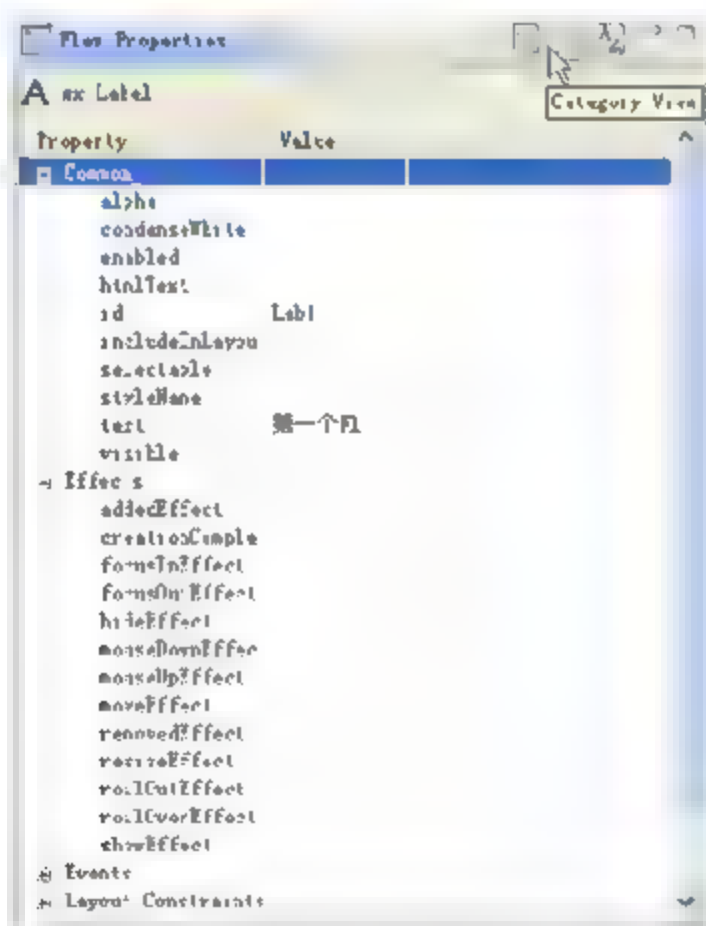 Flex Properties
A mx Label
Category View
Property Value
Common
alpha
condenseWhite
enabled
htmlText
id Lab1
includeInLayou
selectable
styleName
text 第一个Fl
visible
Effects
addedEffect
creationComple
focusInEffect
focusOutEffect
hideEffect
mouseDownEffec
mouseUpEffect
moveEffect
removedEffect
resizeEffect
rollOutEffect
rollOverEffect
showEffect
Events
Layout Constraints